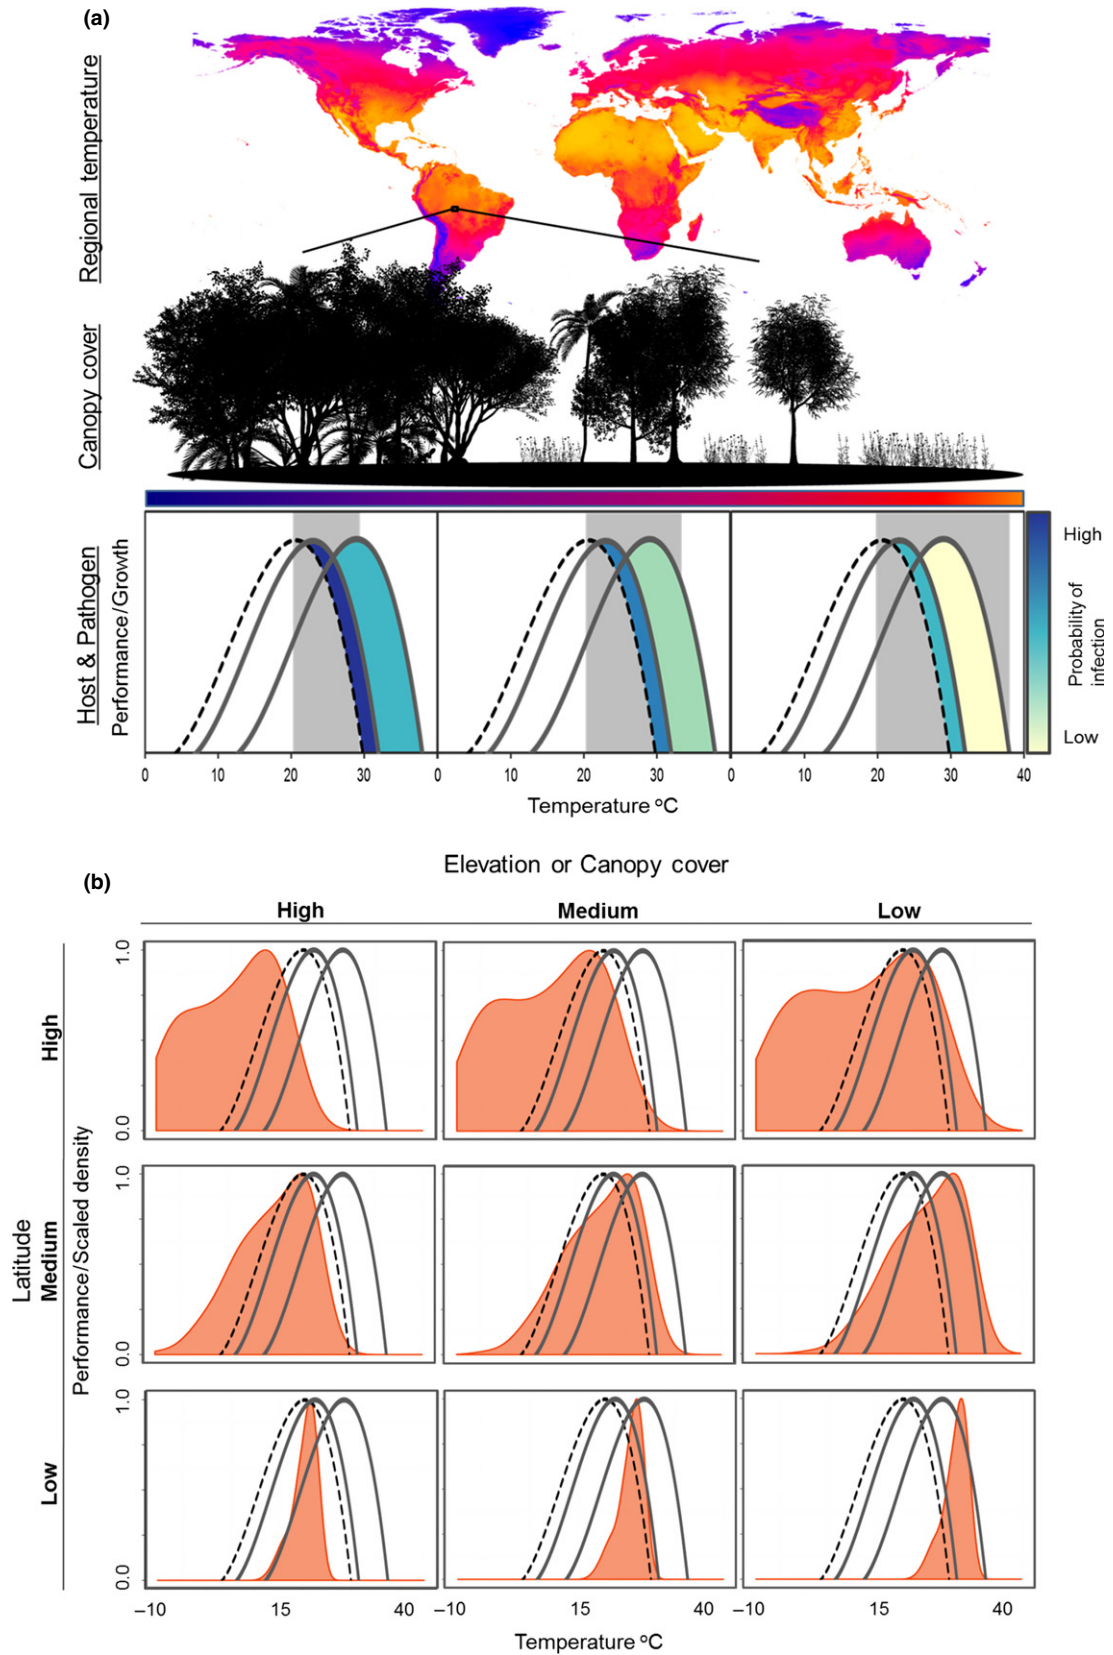 (a)
Regional temperature
Canopy cover
Host & Pathogen
Performance/Growth
High
Probability of
infection
Low
0 10 20 30 0 10 20 30 0 10 20 30 40
Temperature ºC
Elevation or Canopy cover
(b)
High Medium Low
Latitude
High
Medium
Low
Performance/Scaled density
1.0
0.0
1.0
0.0
1.0
0.0
–10 15 40 –10 15 40 –10 15 40
Temperature ºC